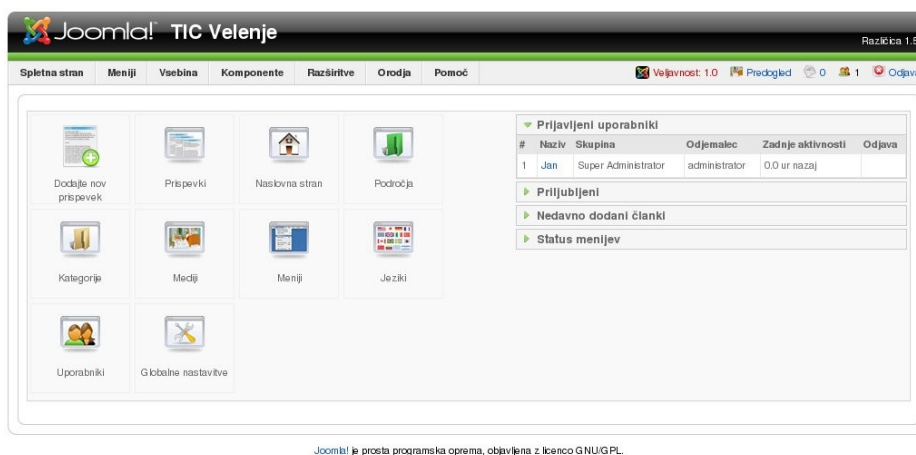 Joomla! TIC Velenje
Različica 1.5
Spletna stran Meniji Vsebina Komponente Razširitve Orodja Pomoč
Veljavnost: 1.0 Predogled 0 1 Odjava
Dodajte nov
prispevek
Prispevki
Naslovna stran
Področja
Kategorije
Mediji
Meniji
Jeziki
Uporabniki
Globalne nastavitve
Prijavljeni uporabniki
# Naziv Skupina Odjemalec Zadnje aktivnosti Odjava
1 Jan Super Administrator administrator 0.0 ur nazaj
Priljubljeni
Nedavno dodani članki
Status menijev
Joomla! je prosta programska oprema, objavljena z licenco GNU/GPL.